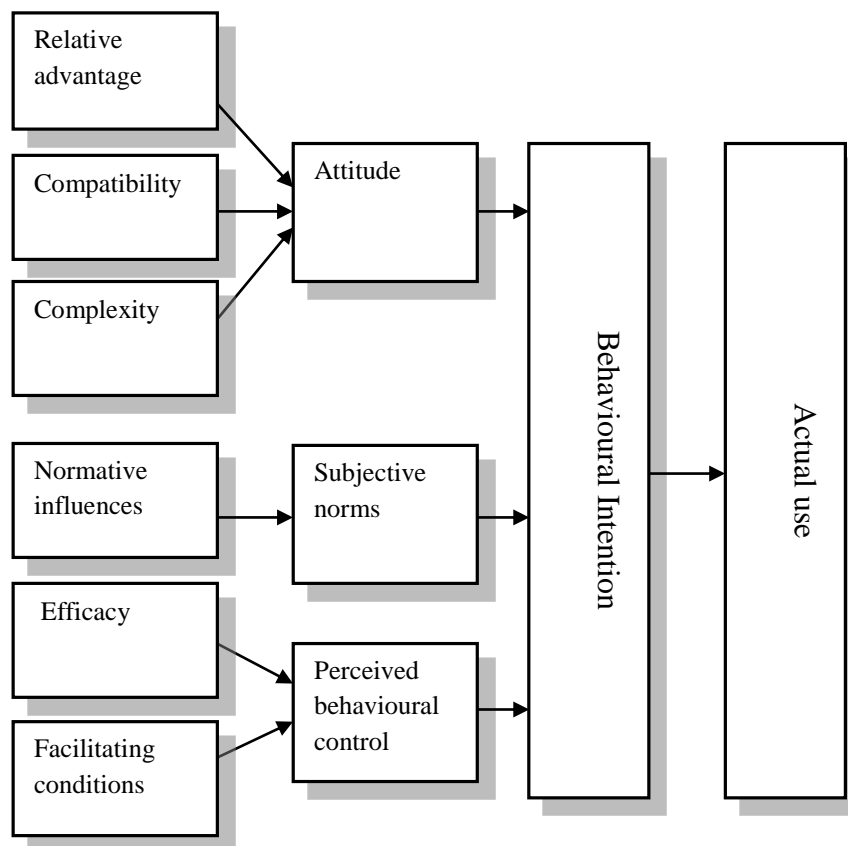 Relative
advantage
Compatibility
Complexity
Normative
influences
Efficacy
Facilitating
conditions
Attitude
Subjective
norms
Perceived
behavioural
control
Behavioural Intention
Actual use